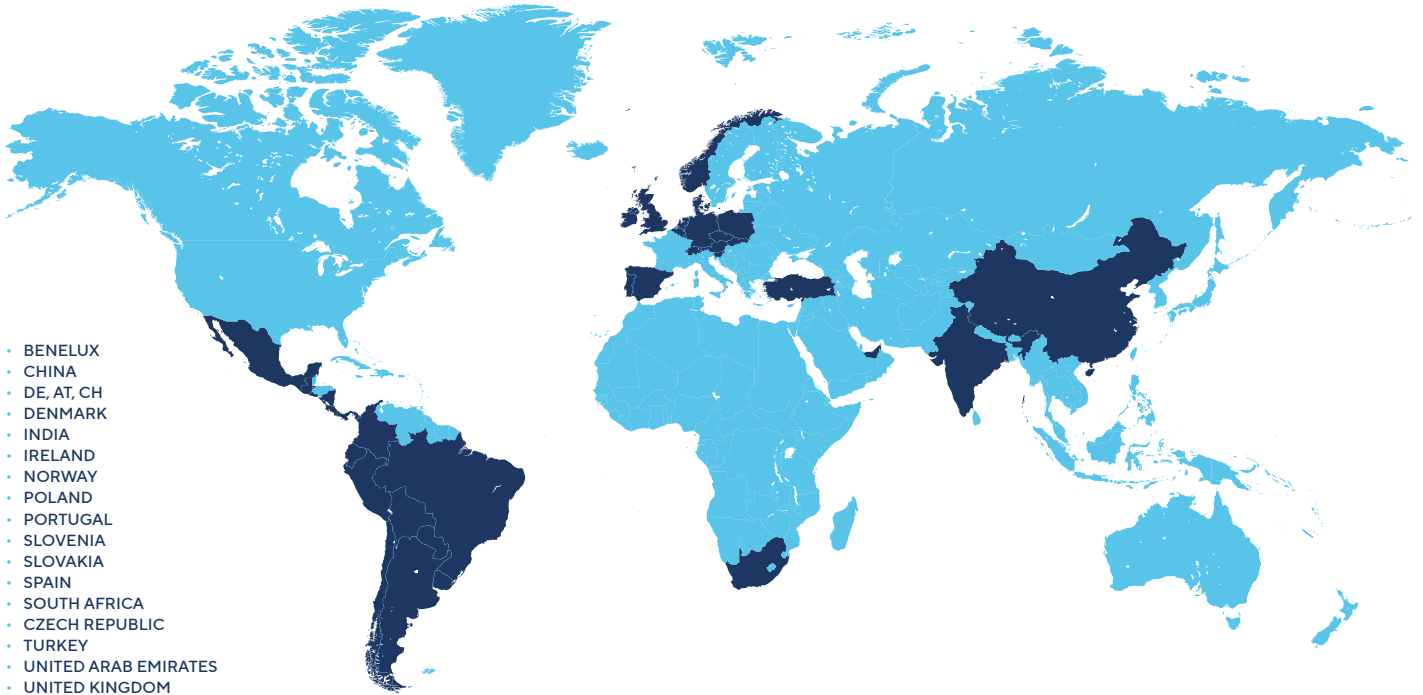 BENELUX
CHINA
DE, AT, CH
DENMARK
INDIA
IRELAND
NORWAY
POLAND
PORTUGAL
SLOVENIA
SLOVAKIA
SPAIN
SOUTH AFRICA
CZECH REPUBLIC
TURKEY
UNITED ARAB EMIRATES
UNITED KINGDOM